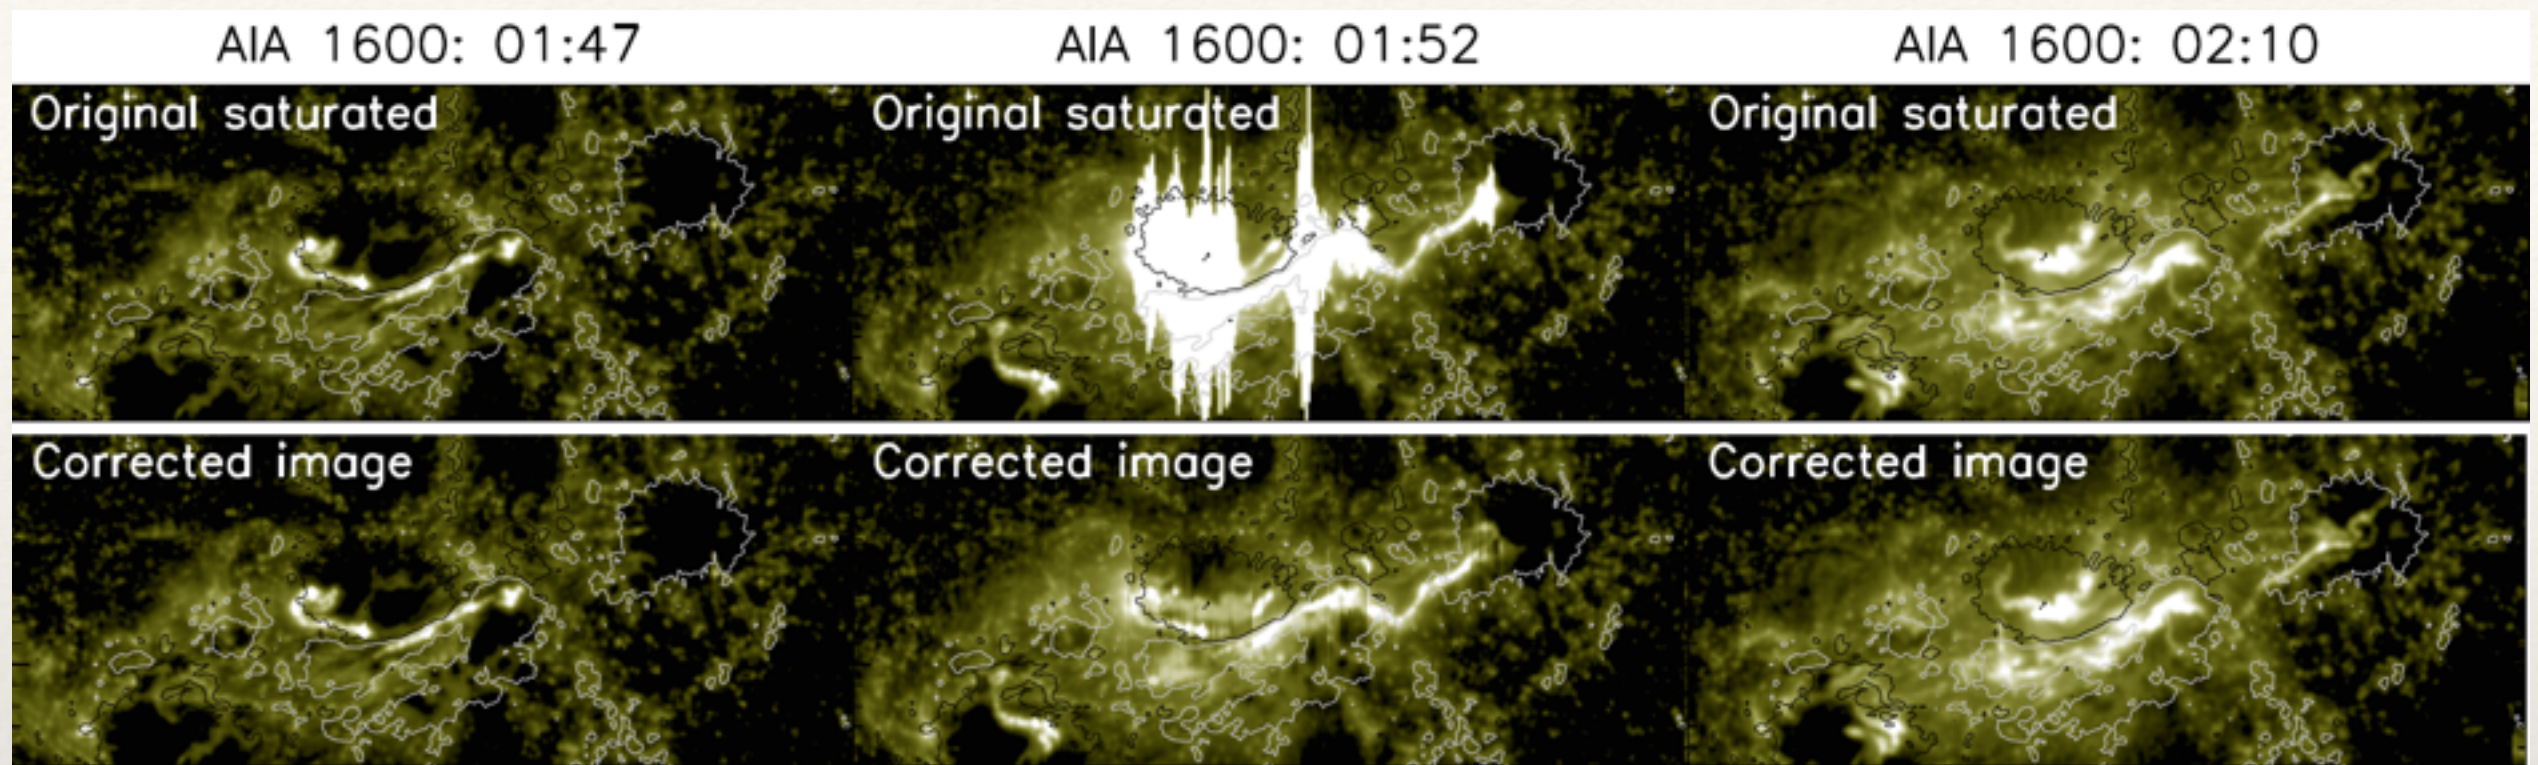 AIA 1600: 01:47
AIA 1600: 01:52
AIA 1600: 02:10
Original saturated
Original saturated
Original saturated
Corrected image
Corrected image
Corrected image